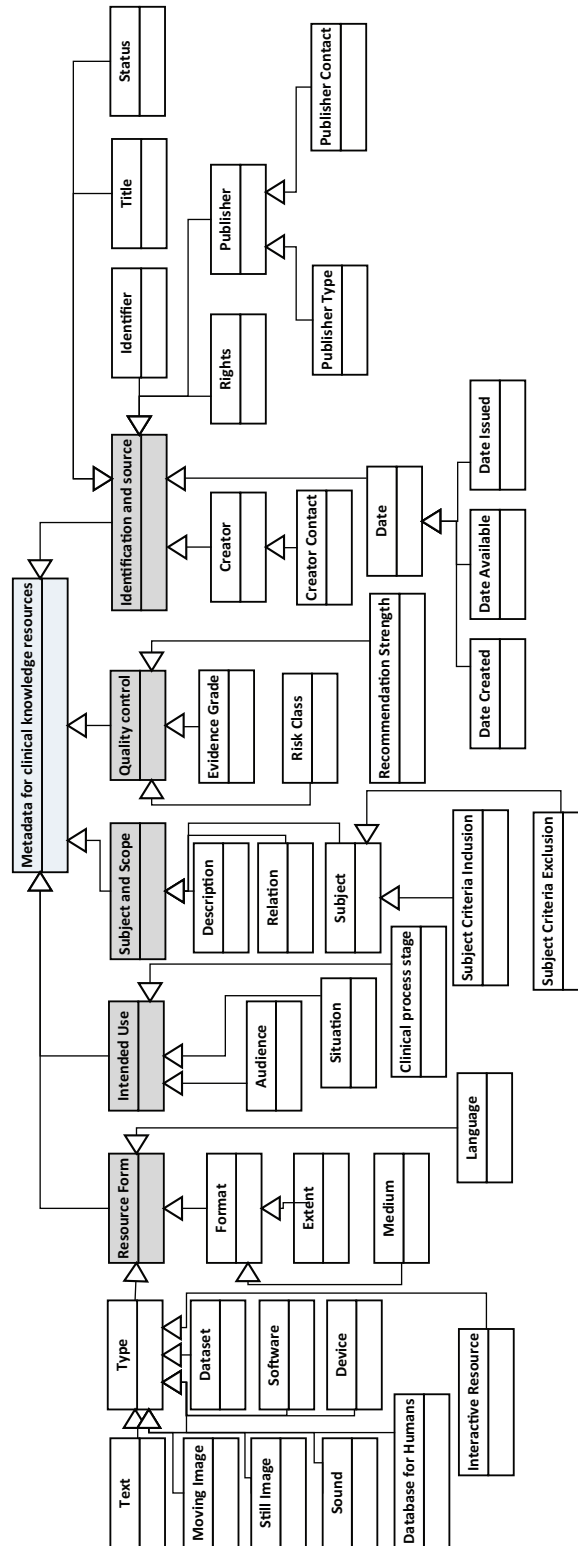 Metadata for clinical knowledge resources
Resource Form
Intended Use
Subject and Scope
Quality control
Identification and source
Type
Text
Moving Image
Still Image
Sound
Database for Humans
Dataset
Software
Device
Interactive Resource
Format
Extent
Medium
Language
Audience
Situation
Clinical process stage
Description
Relation
Subject
Subject Criteria Inclusion
Subject Criteria Exclusion
Evidence Grade
Risk Class
Recommendation Strength
Creator
Creator Contact
Date
Date Created
Date Available
Date Issued
Identifier
Title
Status
Rights
Publisher
Publisher Type
Publisher Contact